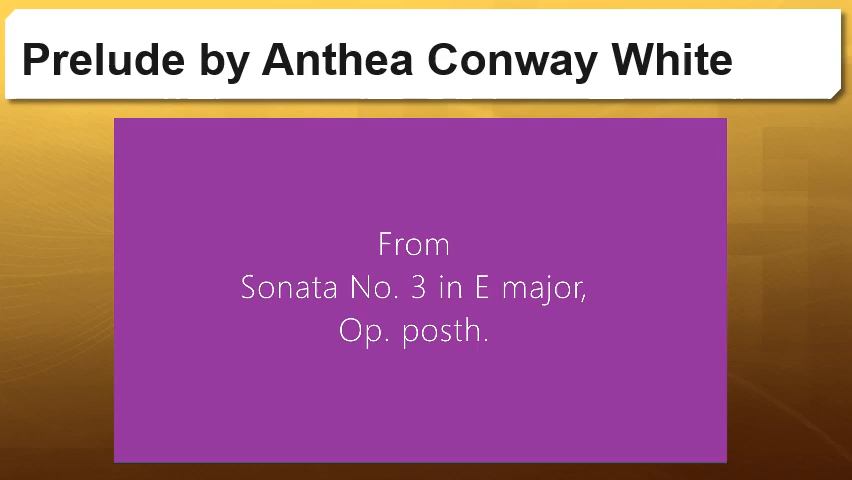 Prelude by Anthea Conway White
From
Sonata No. 3 in E major,
Op. posth.